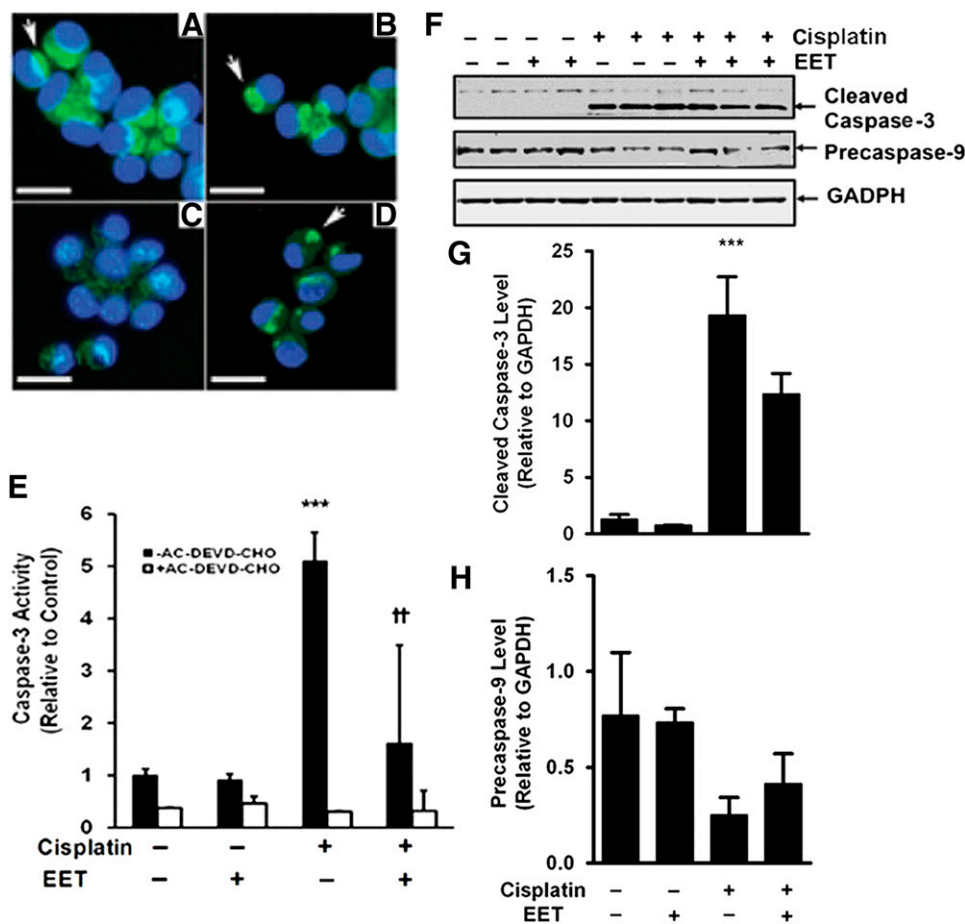 A
B
C
D
F
– – – – + + + + + + Cisplatin
– – + + – – – + + + EET
Cleaved
Caspase-3
Precaspase-9
GADPH
G
Cleaved Caspase-3 Level
(Relative to GAPDH)
25
20
15
10
5
0
***
E
Caspase-3 Activity
(Relative to Control)
6
5
4
3
2
1
0
-AC-DEVD-CHO
+AC-DEVD-CHO
***
††
Cisplatin – – + +
EET – + – +
H
Precaspase-9 Level
(Relative to GAPDH)
1.5
1.0
0.5
0.0
Cisplatin – – + +
EET – + – +